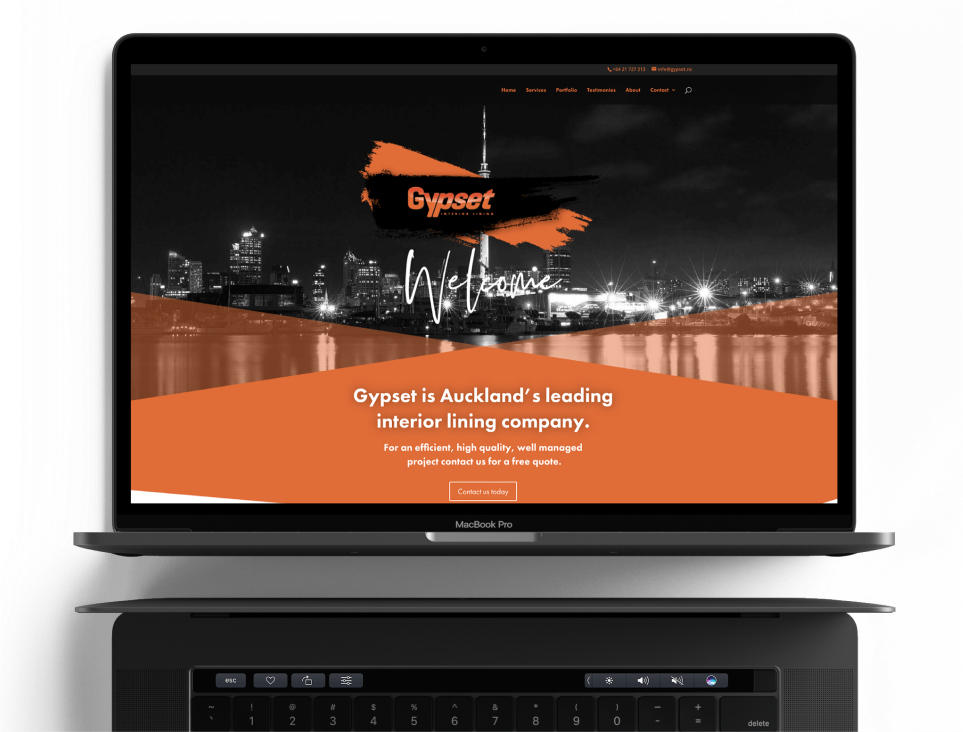 +64 21 727 313 info@gypset.nz
Home Services Portfolio Testimonies About Contact
Gypset
INTERIOR LINING
Welcome
Gypset is Auckland's leading
interior lining company.
For an efficient, high quality, well managed
project contact us for a free quote.
Contact us today
MacBook Pro
esc
~ ! @ # $ % ^ & * ( ) – +
` 1 2 3 4 5 6 7 8 9 0 - = delete